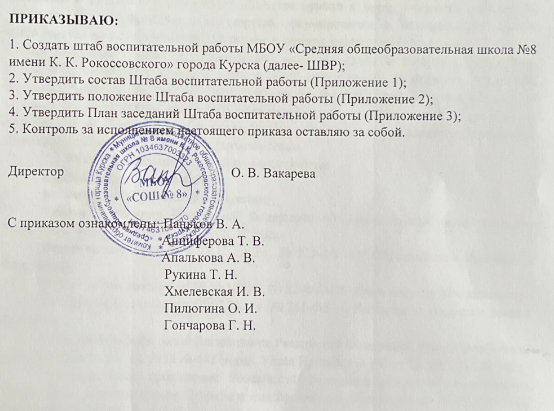 ПРИКАЗЫВАЮ:
1. Создать штаб воспитательной работы МБОУ «Средняя общеобразовательная школа №8
имени К. К. Рокоссовского» города Курска (далее- ШВР);
2. Утвердить состав Штаба воспитательной работы (Приложение 1);
3. Утвердить положение Штаба воспитательной работы (Приложение 2);
4. Утвердить План заседаний Штаба воспитательной работы (Приложение 3);
5. Контроль за исполнением настоящего приказа оставляю за собой.
Директор О. В. Вакарева
МБОУ
«СОШ № 8»
С приказом ознакомлены: Паньков В. А.
Анциферова Т. В.
Апалькова А. В.
Рукина Т. Н.
Хмелевская И. В.
Пилюгина О. И.
Гончарова Г. Н.